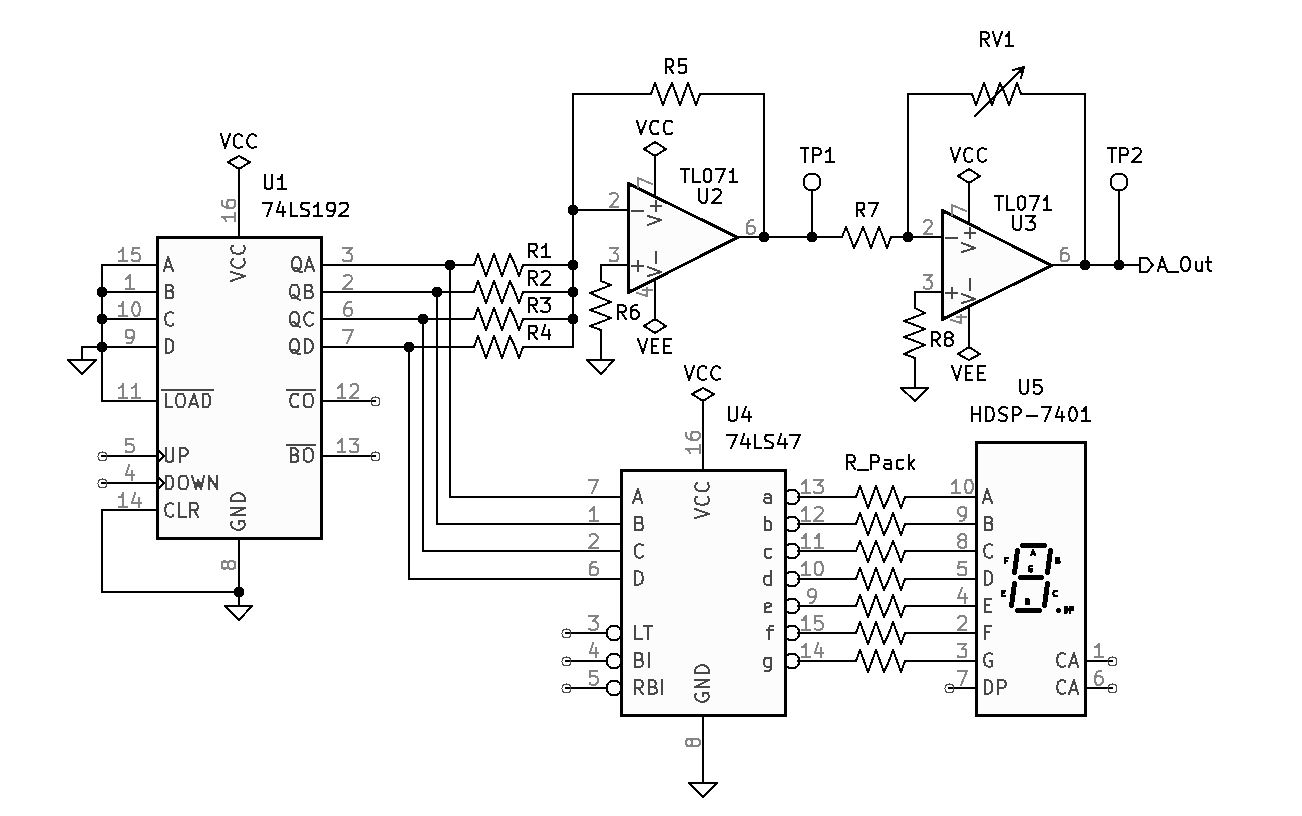 RV1
R5
VCC
VCC
TP1
VCC
TP2
TL071
U2
TL071
U3
R7
U1
74LS192
16
7
7
2
6
2
6
V+
V+
V-
V-
3
3
4
4
R6
R8
A_Out
VEE
VEE
15 A
VCC
QA 3
R1
1 B
QB 2
R2
10 C
QC 6
R3
9 D
QD 7
R4
11 LOAD
CO 12
5 UP
BO 13
4 DOWN
14 CLR
GND
8
VCC
U4
74LS47
16
R_Pack
U5
HDSP-7401
7 A
VCC
a 13
10 A
1 B
b 12
9 B
2 C
c 11
8 C
6 D
d 10
5 D
e 9
4 E
3 LT
f 15
2 F
4 BI
g 14
3 G
CA 1
5 RBI
GND
7 DP
CA 6
8
A
F
B
G
E
C
D
DP